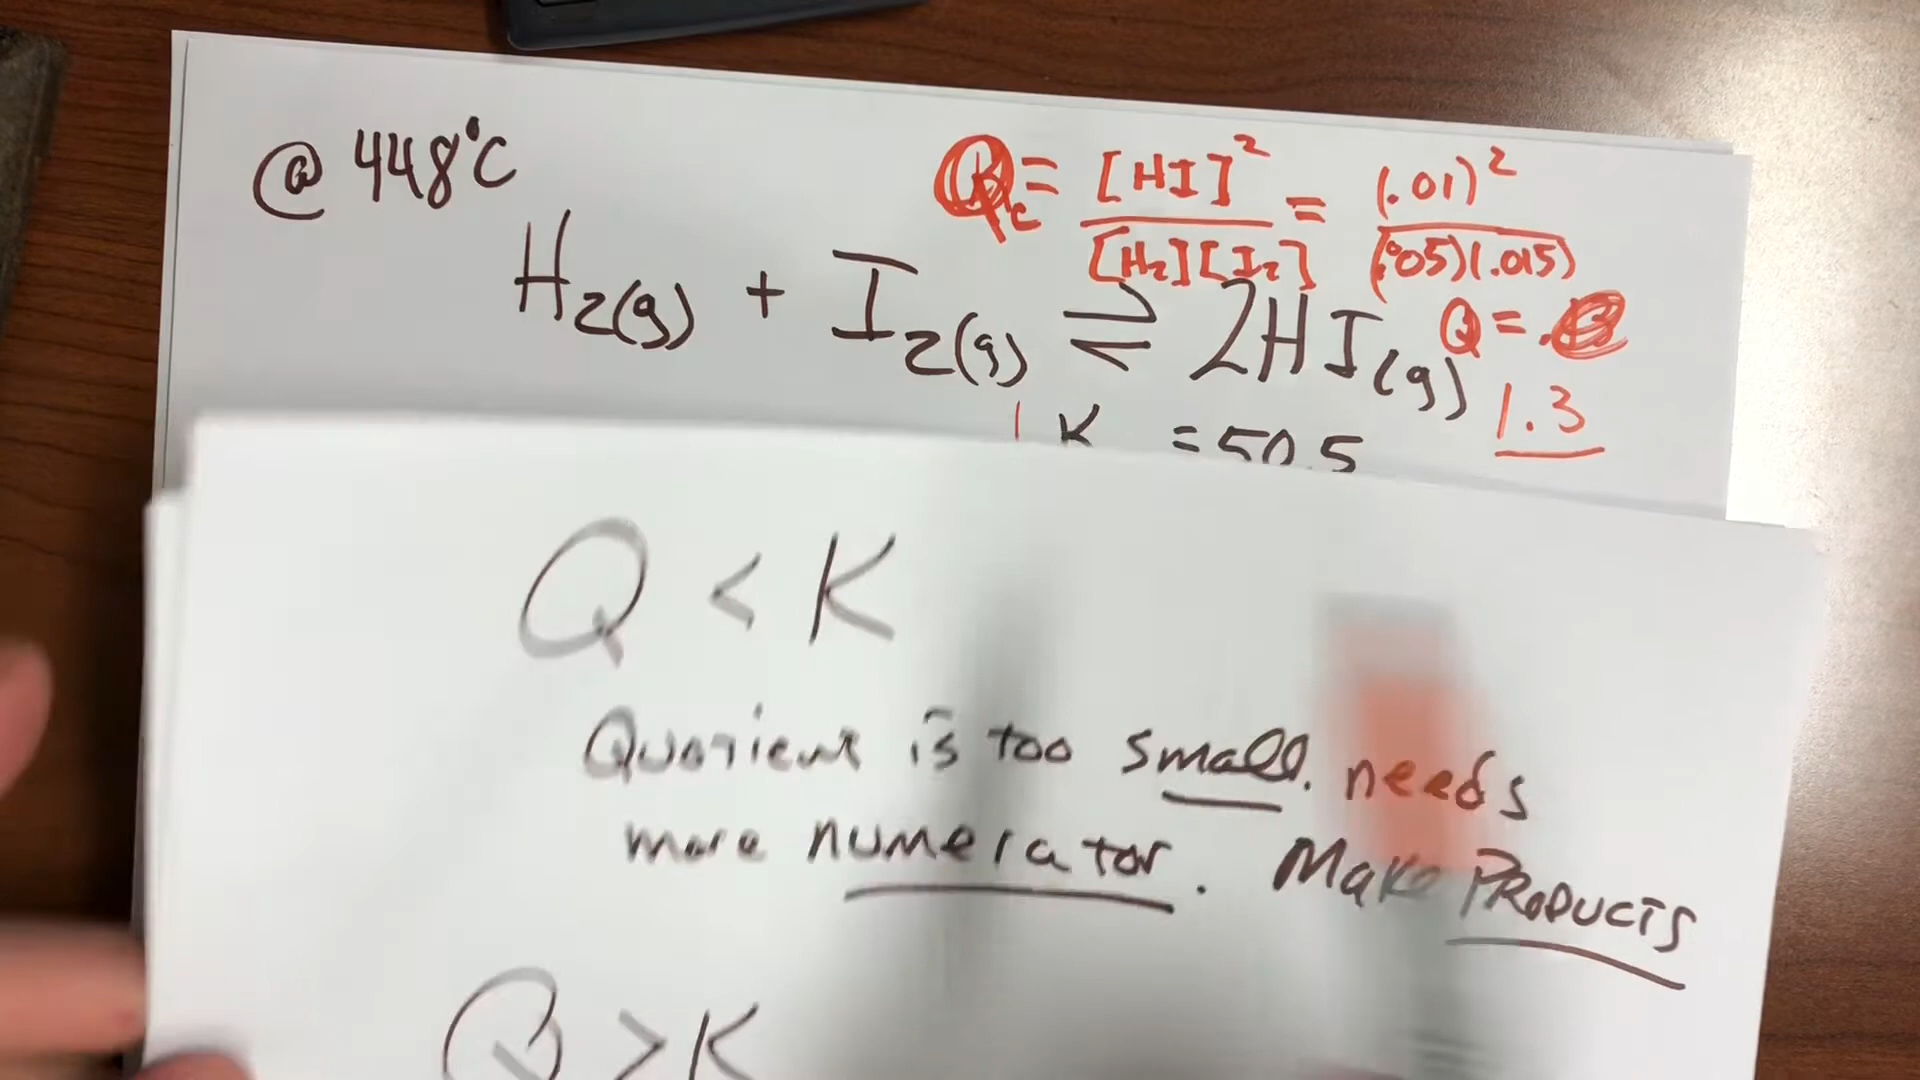 @ 448°C
Qc = [HI]² / [H₂][I₂] = (.01)² / (.05)(.015)
H₂(g) + I₂(g) ⇌ 2HI(g)
Q = .
1.3
K = 50.5
Q < K
Quotient is too small. needs
more numerator. Make PRODUCTS
Q > K